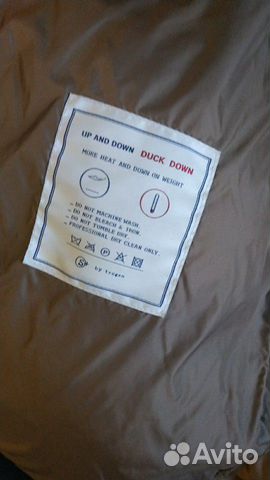 UP AND DOWN DUCK DOWN
MORE HEAT AND DOWN ON WEIGHT
_ DO NOT MACHINE WASH.
_ DO NOT BLEACH & IRON.
_ DO NOT TUMBLE DRY.
_ PROFESSIONAL DRY CLEAN ONLY.
P
S by
Avito